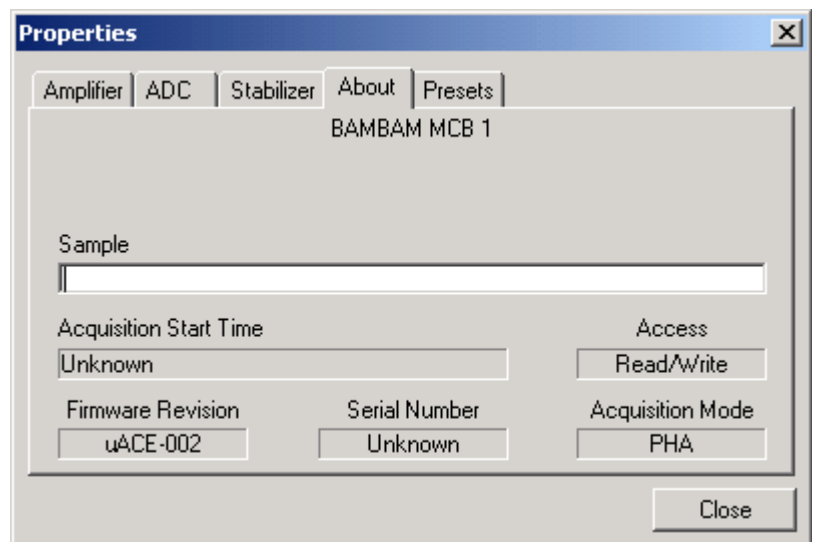 Properties
Amplifier ADC Stabilizer About Presets
BAMBAM MCB 1
Sample
Acquisition Start Time Access
Unknown Read/Write
Firmware Revision Serial Number Acquisition Mode
uACE-002 Unknown PHA
Close